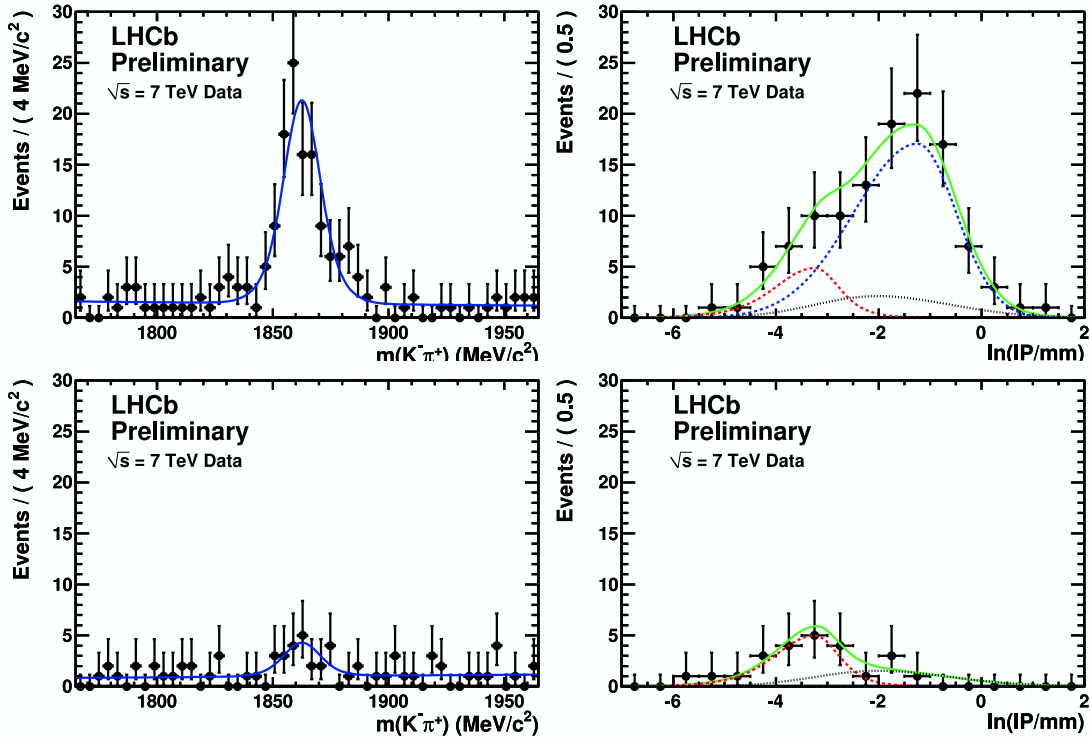 Events / ( 4 MeV/c² )
30
25
20
15
10
5
0
LHCb
Preliminary
√s = 7 TeV Data
1800
1850
1900
1950
m(K⁻π⁺) (MeV/c²)
Events / ( 0.5 )
30
25
20
15
10
5
0
LHCb
Preliminary
√s = 7 TeV Data
-6
-4
-2
0
2
ln(IP/mm)
Events / ( 4 MeV/c² )
30
25
20
15
10
5
0
LHCb
Preliminary
√s = 7 TeV Data
1800
1850
1900
1950
m(K⁻π⁺) (MeV/c²)
Events / ( 0.5 )
30
25
20
15
10
5
0
LHCb
Preliminary
√s = 7 TeV Data
-6
-4
-2
0
2
ln(IP/mm)